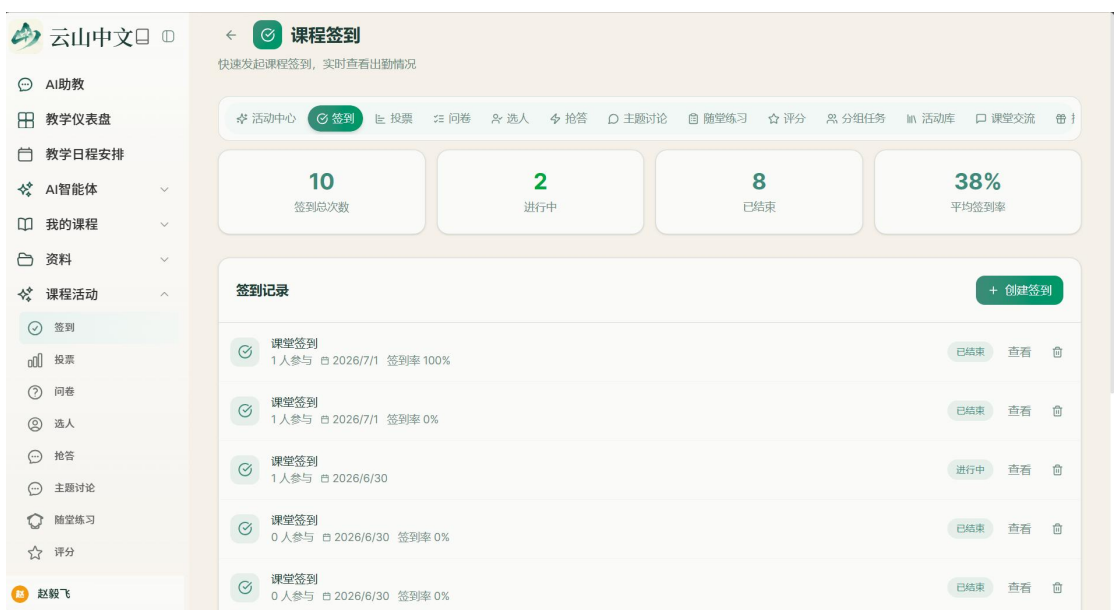 云山中文
AI助教
教学仪表盘
教学日程安排
AI智能体
我的课程
资料
课程活动
签到
投票
问卷
选人
抢答
主题讨论
随堂练习
评分
赵
赵毅飞
课程签到
快速发起课程签到，实时查看出勤情况
活动中心 签到 投票 问卷 选人 抢答 主题讨论 随堂练习 评分 分组任务 活动库 课堂交流
10
签到总次数
2
进行中
8
已结束
38%
平均签到率
签到记录
+ 创建签到
课堂签到
1 人参与 2026/7/1 签到率 100%
已结束 查看
课堂签到
1 人参与 2026/7/1 签到率 0%
已结束 查看
课堂签到
1 人参与 2026/6/30
进行中 查看
课堂签到
0 人参与 2026/6/30 签到率 0%
已结束 查看
课堂签到
0 人参与 2026/6/30 签到率 0%
已结束 查看